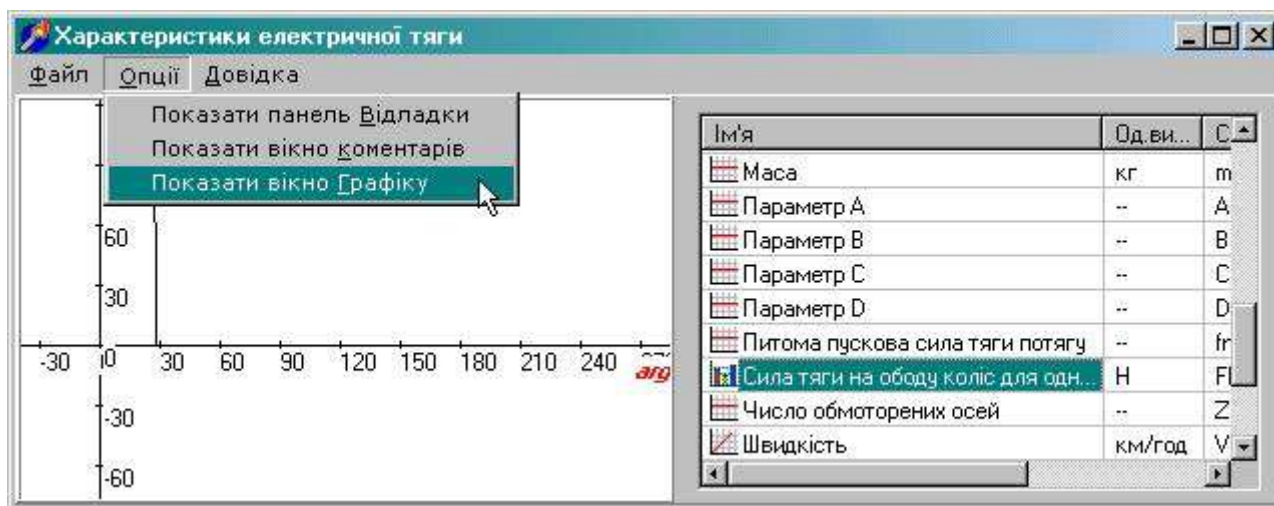 Характеристики електричної тяги
Файл Опції Довідка
Показати панель Відладки
Показати вікно коментарів
Показати вікно Графіку
60
30
-30 0 30 60 90 120 150 180 210 240
arg
-30
-60
Ім'я Од.ви... С
Маса кг m
Параметр A -- A
Параметр B -- B
Параметр C -- C
Параметр D -- D
Питома пускова сила тяги потягу -- fr
Сила тяги на ободу коліс для одн... Н
Число обмоторених осей -- Z
Швидкість км/год V